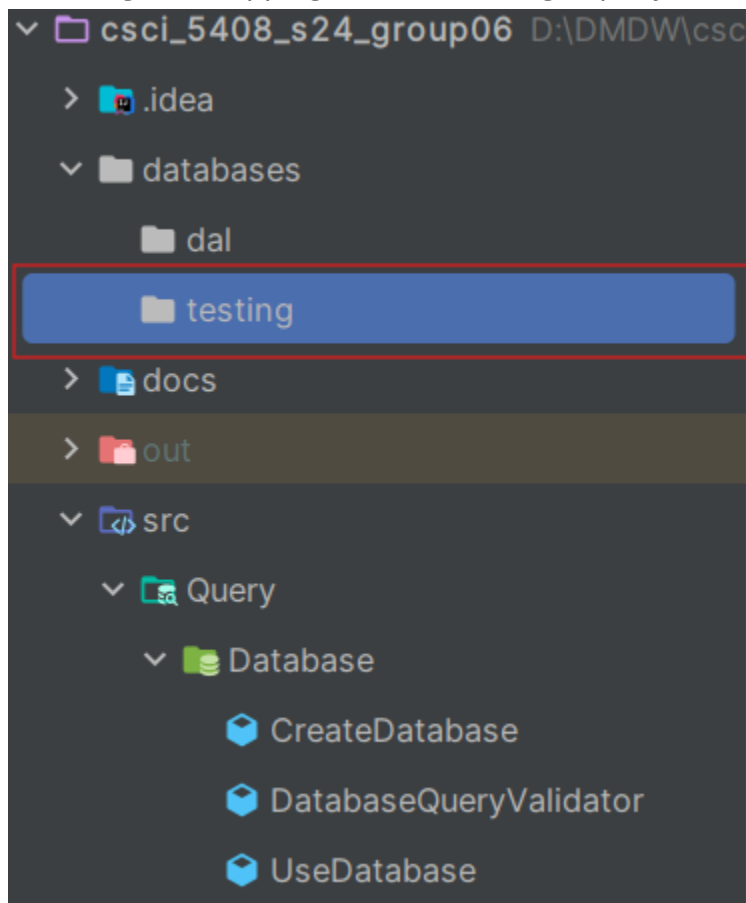 csci_5408_s24_group06 D:\DMDW\csc
.idea
databases
dal
testing
docs
out
src
Query
Database
CreateDatabase
DatabaseQueryValidator
UseDatabase